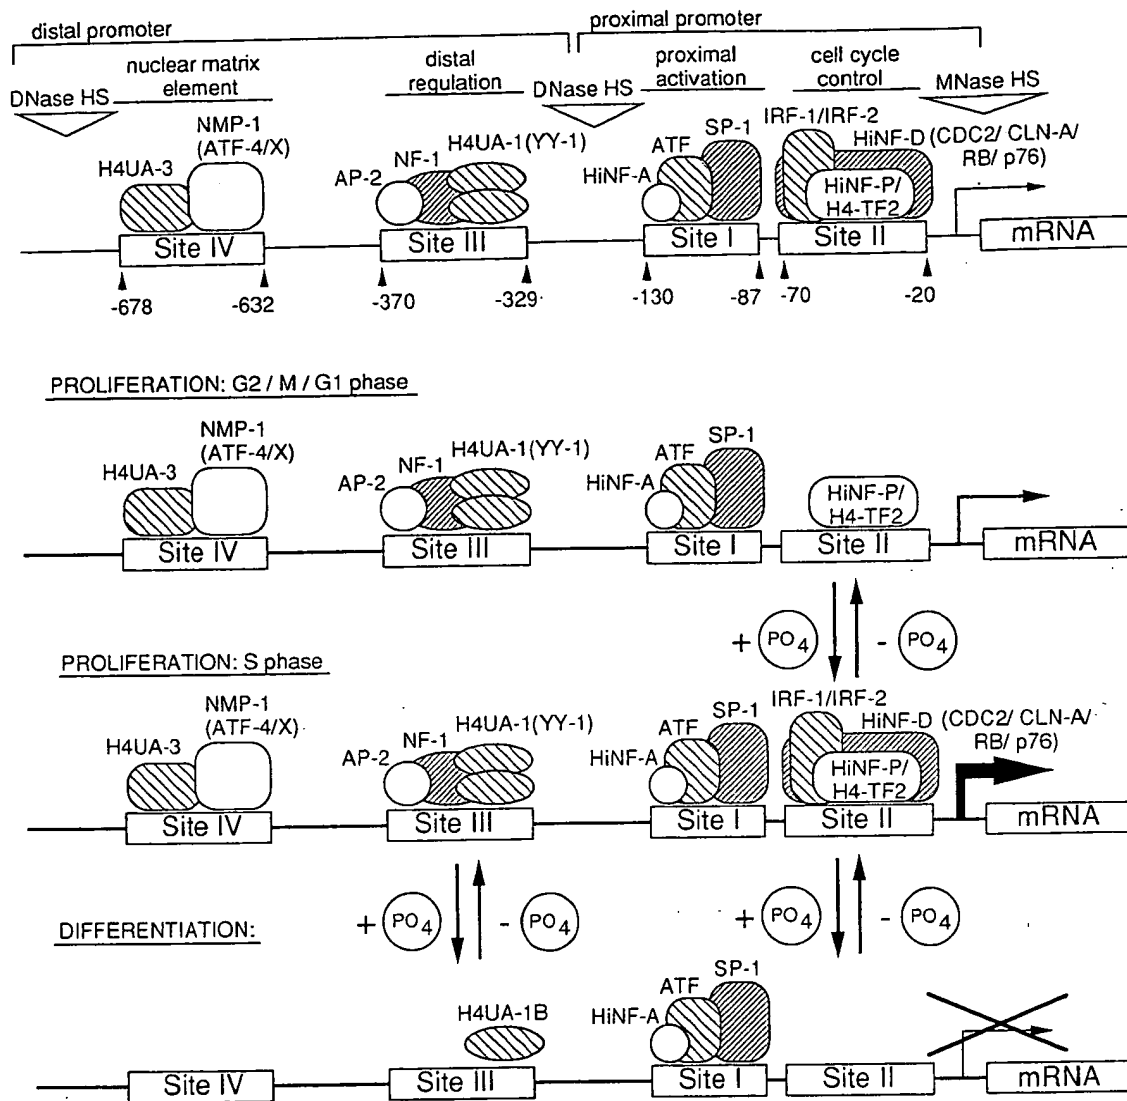 distal promoter
proximal promoter
nuclear matrix
element
distal
regulation
proximal
activation
cell cycle
control
DNase HS
DNase HS
MNase HS
NMP-1
(ATF-4/X)
H4UA-3
H4UA-1(YY-1)
NF-1
AP-2
SP-1
ATF
HiNF-A
IRF-1/IRF-2
HiNF-D (CDC2/ CLN-A/
RB/ p76)
HiNF-P/
H4-TF2
Site IV
Site III
Site I
Site II
mRNA
-678
-632
-370
-329
-130
-87
-70
-20
PROLIFERATION: G2 / M / G1 phase
NMP-1
(ATF-4/X)
H4UA-3
H4UA-1(YY-1)
NF-1
AP-2
SP-1
ATF
HiNF-A
HiNF-P/
H4-TF2
Site IV
Site III
Site I
Site II
mRNA
+ PO4
- PO4
PROLIFERATION: S phase
NMP-1
(ATF-4/X)
H4UA-3
H4UA-1(YY-1)
NF-1
AP-2
SP-1
ATF
HiNF-A
IRF-1/IRF-2
HiNF-D (CDC2/ CLN-A/
RB/ p76)
HiNF-P/
H4-TF2
Site IV
Site III
Site I
Site II
mRNA
+ PO4
- PO4
+ PO4
- PO4
DIFFERENTIATION:
H4UA-1B
SP-1
ATF
HiNF-A
Site IV
Site III
Site I
Site II
mRNA